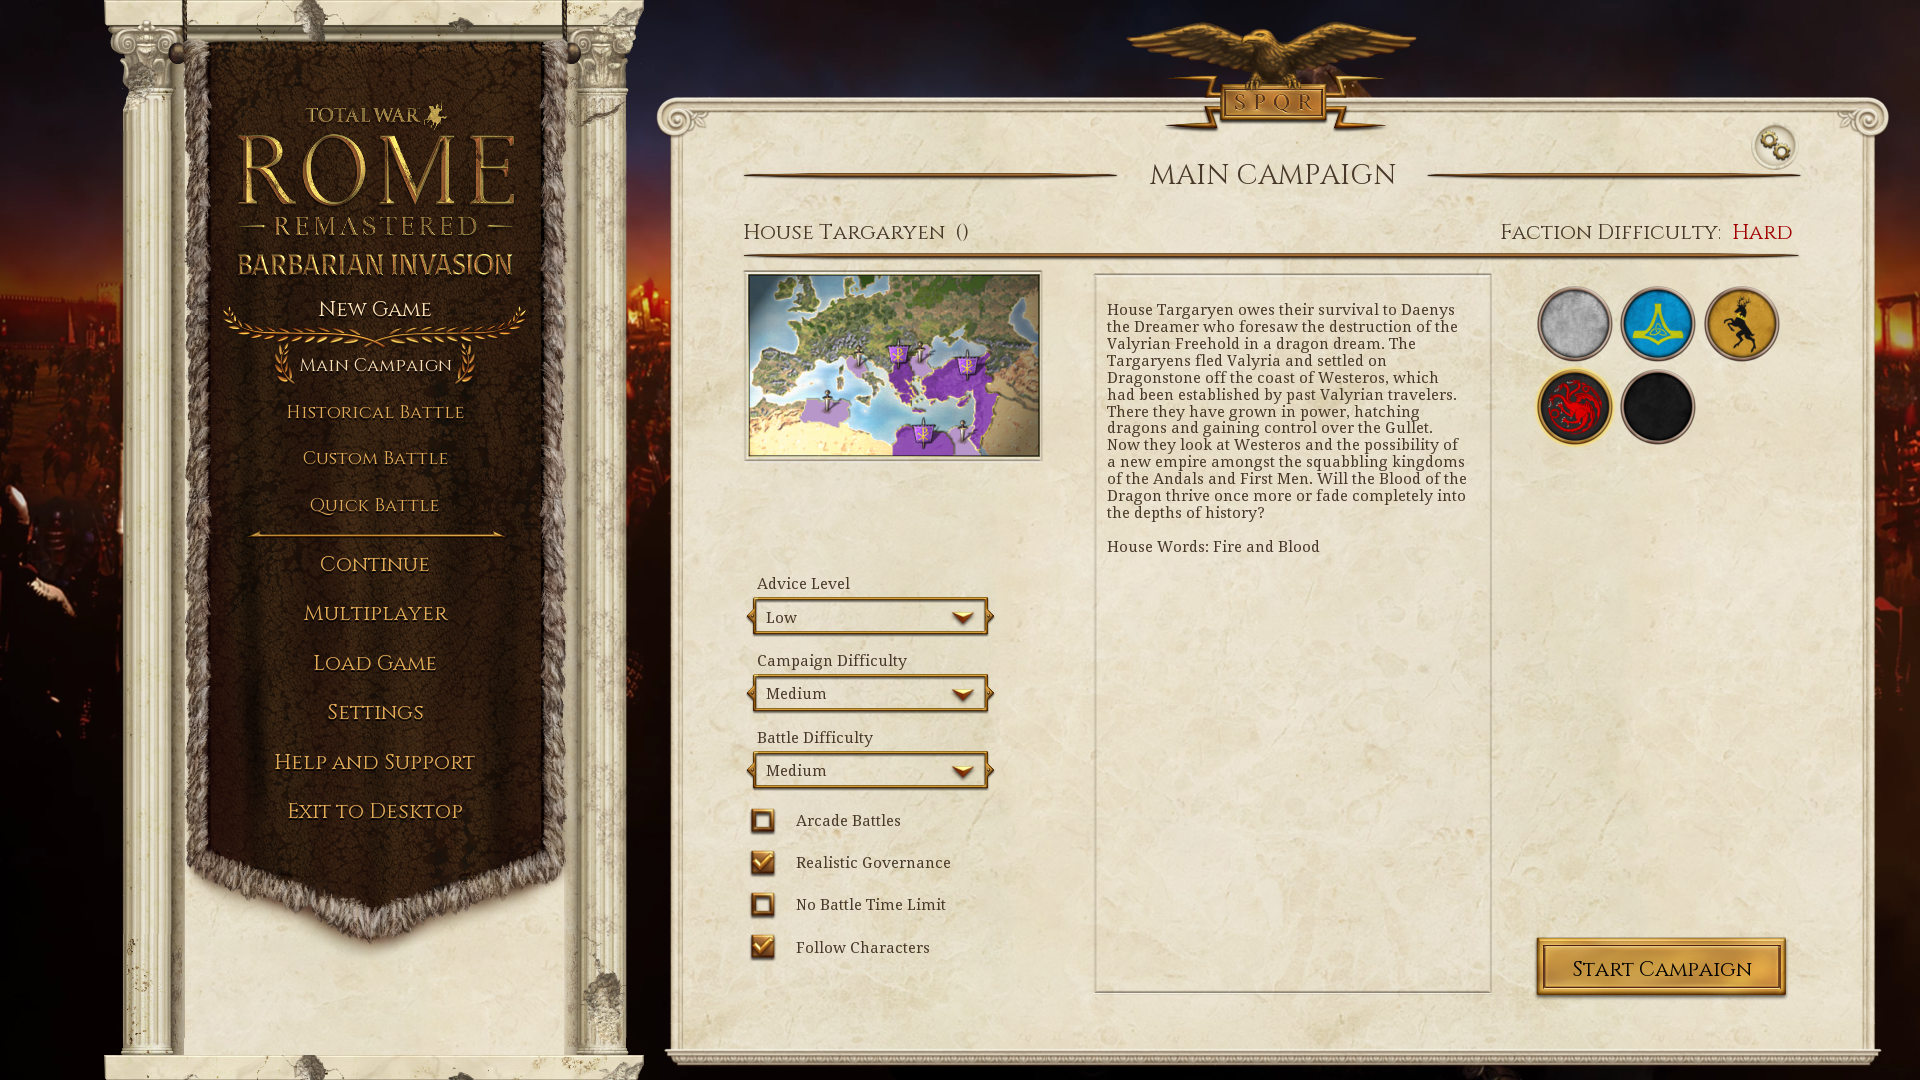 TOTAL WAR
ROME
REMASTERED
BARBARIAN INVASION
New Game
Main Campaign
Historical Battle
Custom Battle
Quick Battle
Continue
Multiplayer
Load Game
Settings
Help and Support
Exit to Desktop
SPQR
MAIN CAMPAIGN
House Targaryen ()
Faction Difficulty: Hard
House Targaryen owes their survival to Daenys
the Dreamer who foresaw the destruction of the
Valyrian Freehold in a dragon dream. The
Targaryens fled Valyria and settled on
Dragonstone off the coast of Westeros, which
had been established by past Valyrian travelers.
There they have grown in power, hatching
dragons and gaining control over the Gullet.
Now they look at Westeros and the possibility of
a new empire amongst the squabbling kingdoms
of the Andals and First Men. Will the Blood of the
Dragon thrive once more or fade completely into
the depths of history?
House Words: Fire and Blood
Advice Level
Low
Campaign Difficulty
Medium
Battle Difficulty
Medium
Arcade Battles
Realistic Governance
No Battle Time Limit
Follow Characters
Start Campaign